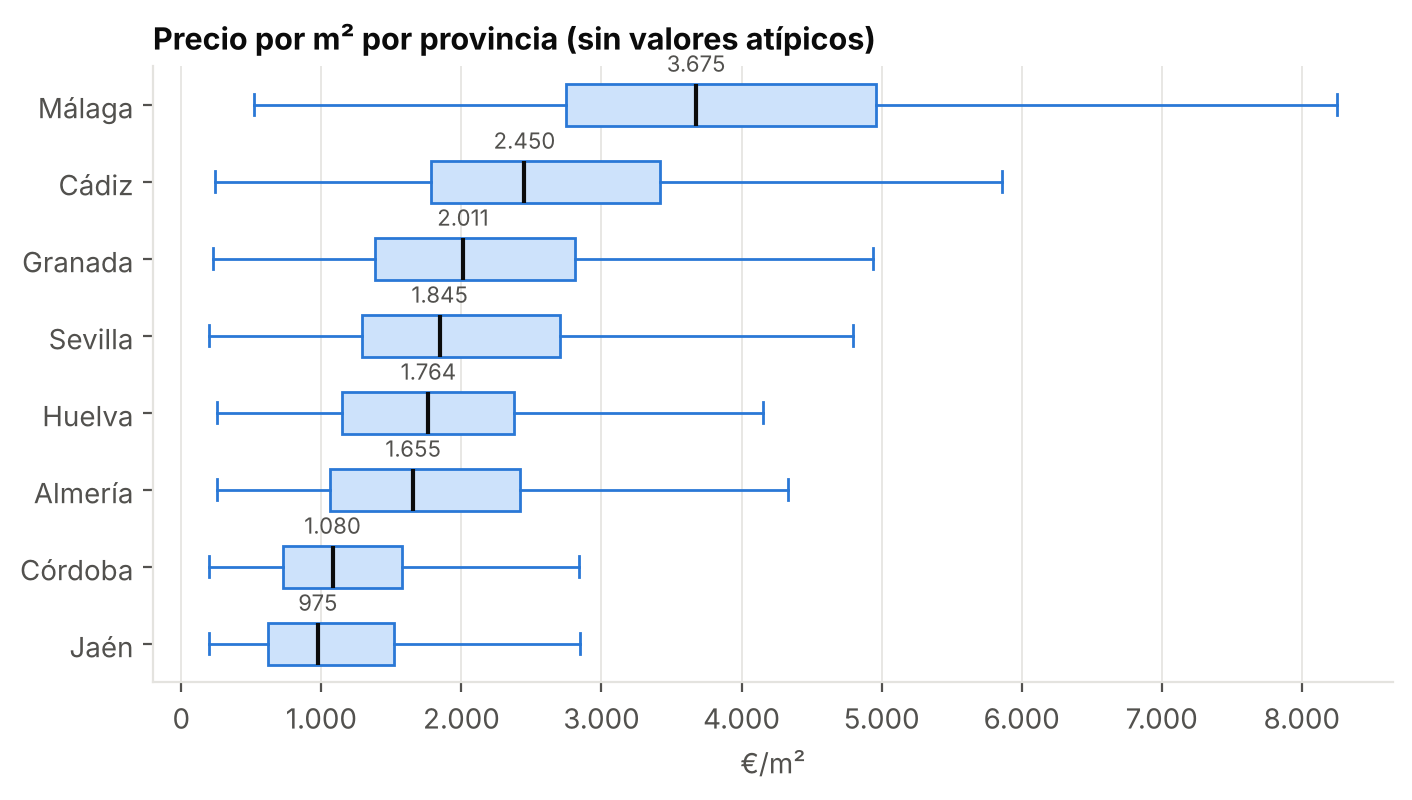 Precio por m² por provincia (sin valores atípicos)
3.675
Málaga
2.450
Cádiz
2.011
Granada
1.845
Sevilla
1.764
Huelva
1.655
Almería
1.080
Córdoba
975
Jaén
0 1.000 2.000 3.000 4.000 5.000 6.000 7.000 8.000
€/m²